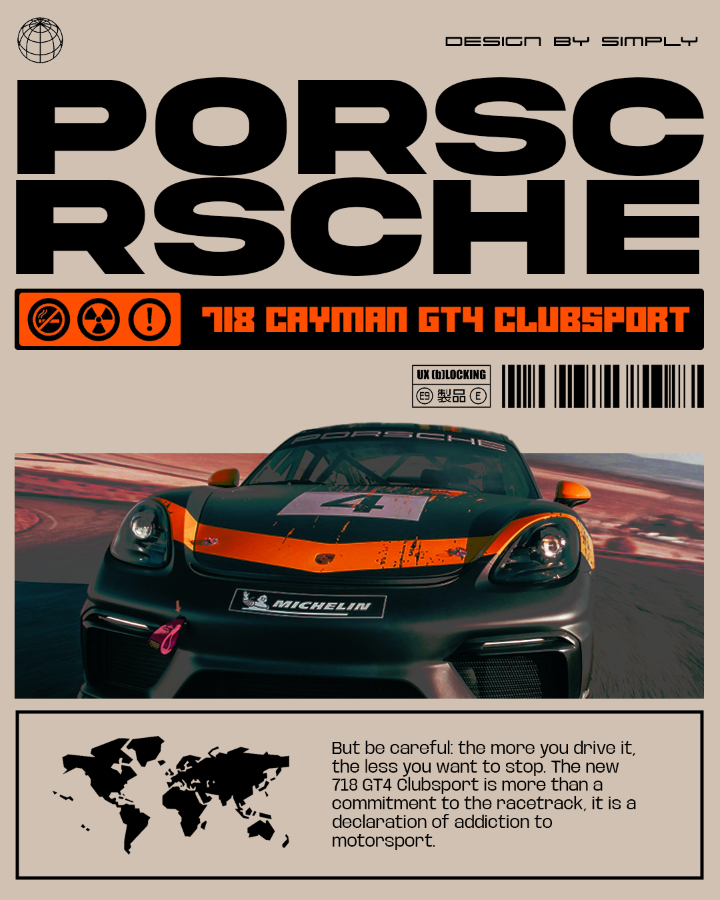 DESIGN BY SIMPLY
PORSC
RSCHE
718 CAYMAN GT4 CLUBSPORT
UX (b)LOCKING
E9 製品 E
PORSCHE
4
MICHELIN
But be careful: the more you drive it,
the less you want to stop. The new
718 GT4 Clubsport is more than a
commitment to the racetrack, it is a
declaration of addiction to
motorsport.